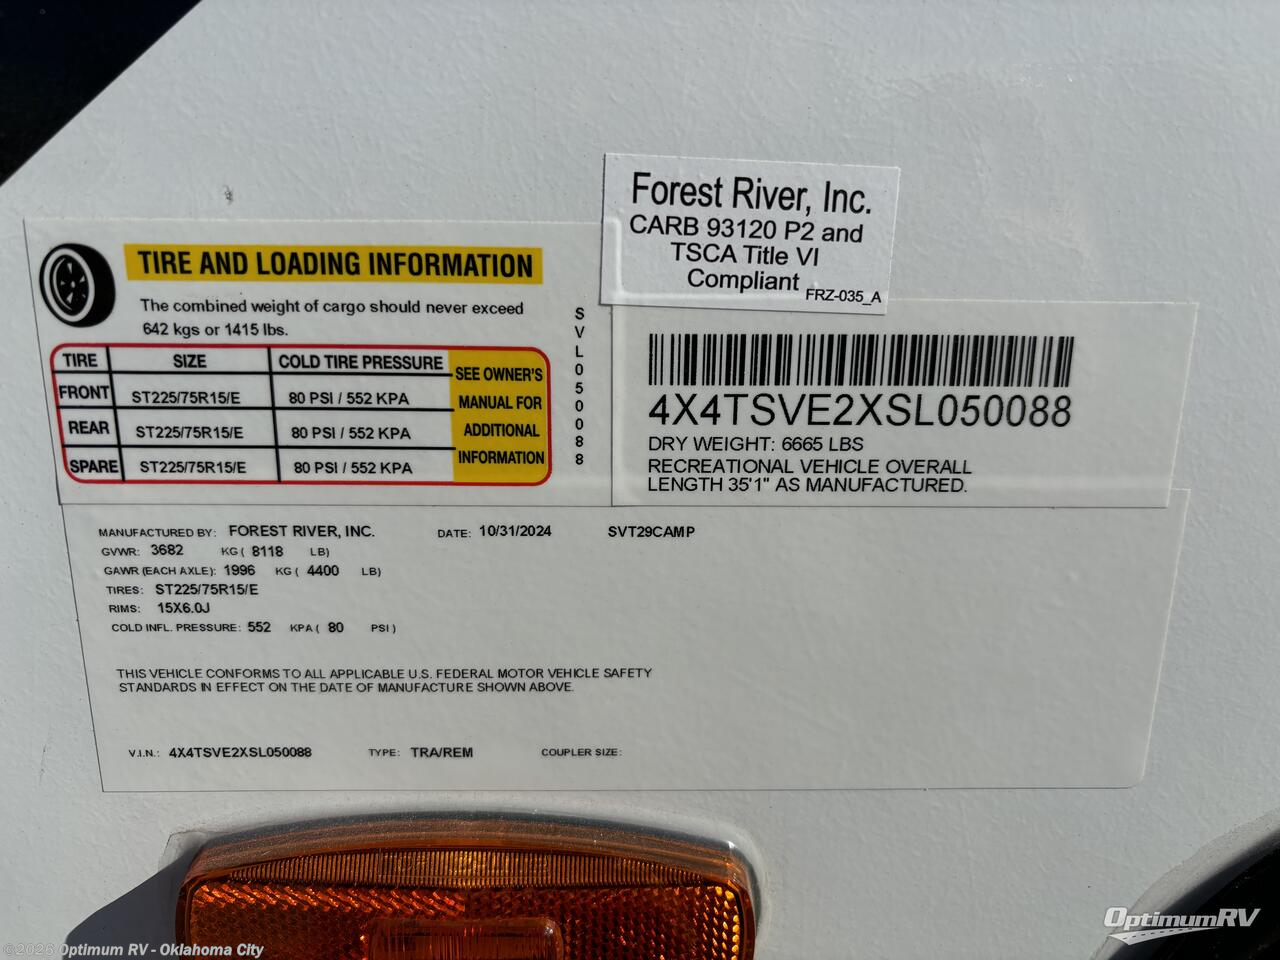 Forest River, Inc.
CARB 93120 P2 and
TSCA Title VI
Compliant
FRZ-035_A
TIRE AND LOADING INFORMATION
The combined weight of cargo should never exceed
642 kgs or 1415 lbs.
TIRE SIZE COLD TIRE PRESSURE
FRONT ST225/75R15/E 80 PSI / 552 KPA
REAR ST225/75R15/E 80 PSI / 552 KPA
SPARE ST225/75R15/E 80 PSI / 552 KPA
SEE OWNER'S
MANUAL FOR
ADDITIONAL
INFORMATION
SVL050088
4X4TSVE2XSL050088
DRY WEIGHT: 6665 LBS
RECREATIONAL VEHICLE OVERALL
LENGTH 35'1" AS MANUFACTURED.
MANUFACTURED BY: FOREST RIVER, INC. DATE: 10/31/2024 SVT29CAMP
GVWR: 3682 KG ( 8118 LB)
GAWR (EACH AXLE): 1996 KG ( 4400 LB)
TIRES: ST225/75R15/E
RIMS: 15X6.0J
COLD INFL. PRESSURE: 552 KPA ( 80 PSI )
THIS VEHICLE CONFORMS TO ALL APPLICABLE U.S. FEDERAL MOTOR VEHICLE SAFETY
STANDARDS IN EFFECT ON THE DATE OF MANUFACTURE SHOWN ABOVE.
V.I.N.: 4X4TSVE2XSL050088 TYPE: TRA/REM COUPLER SIZE:
©2026 Optimum RV - Oklahoma City
OptimumRV